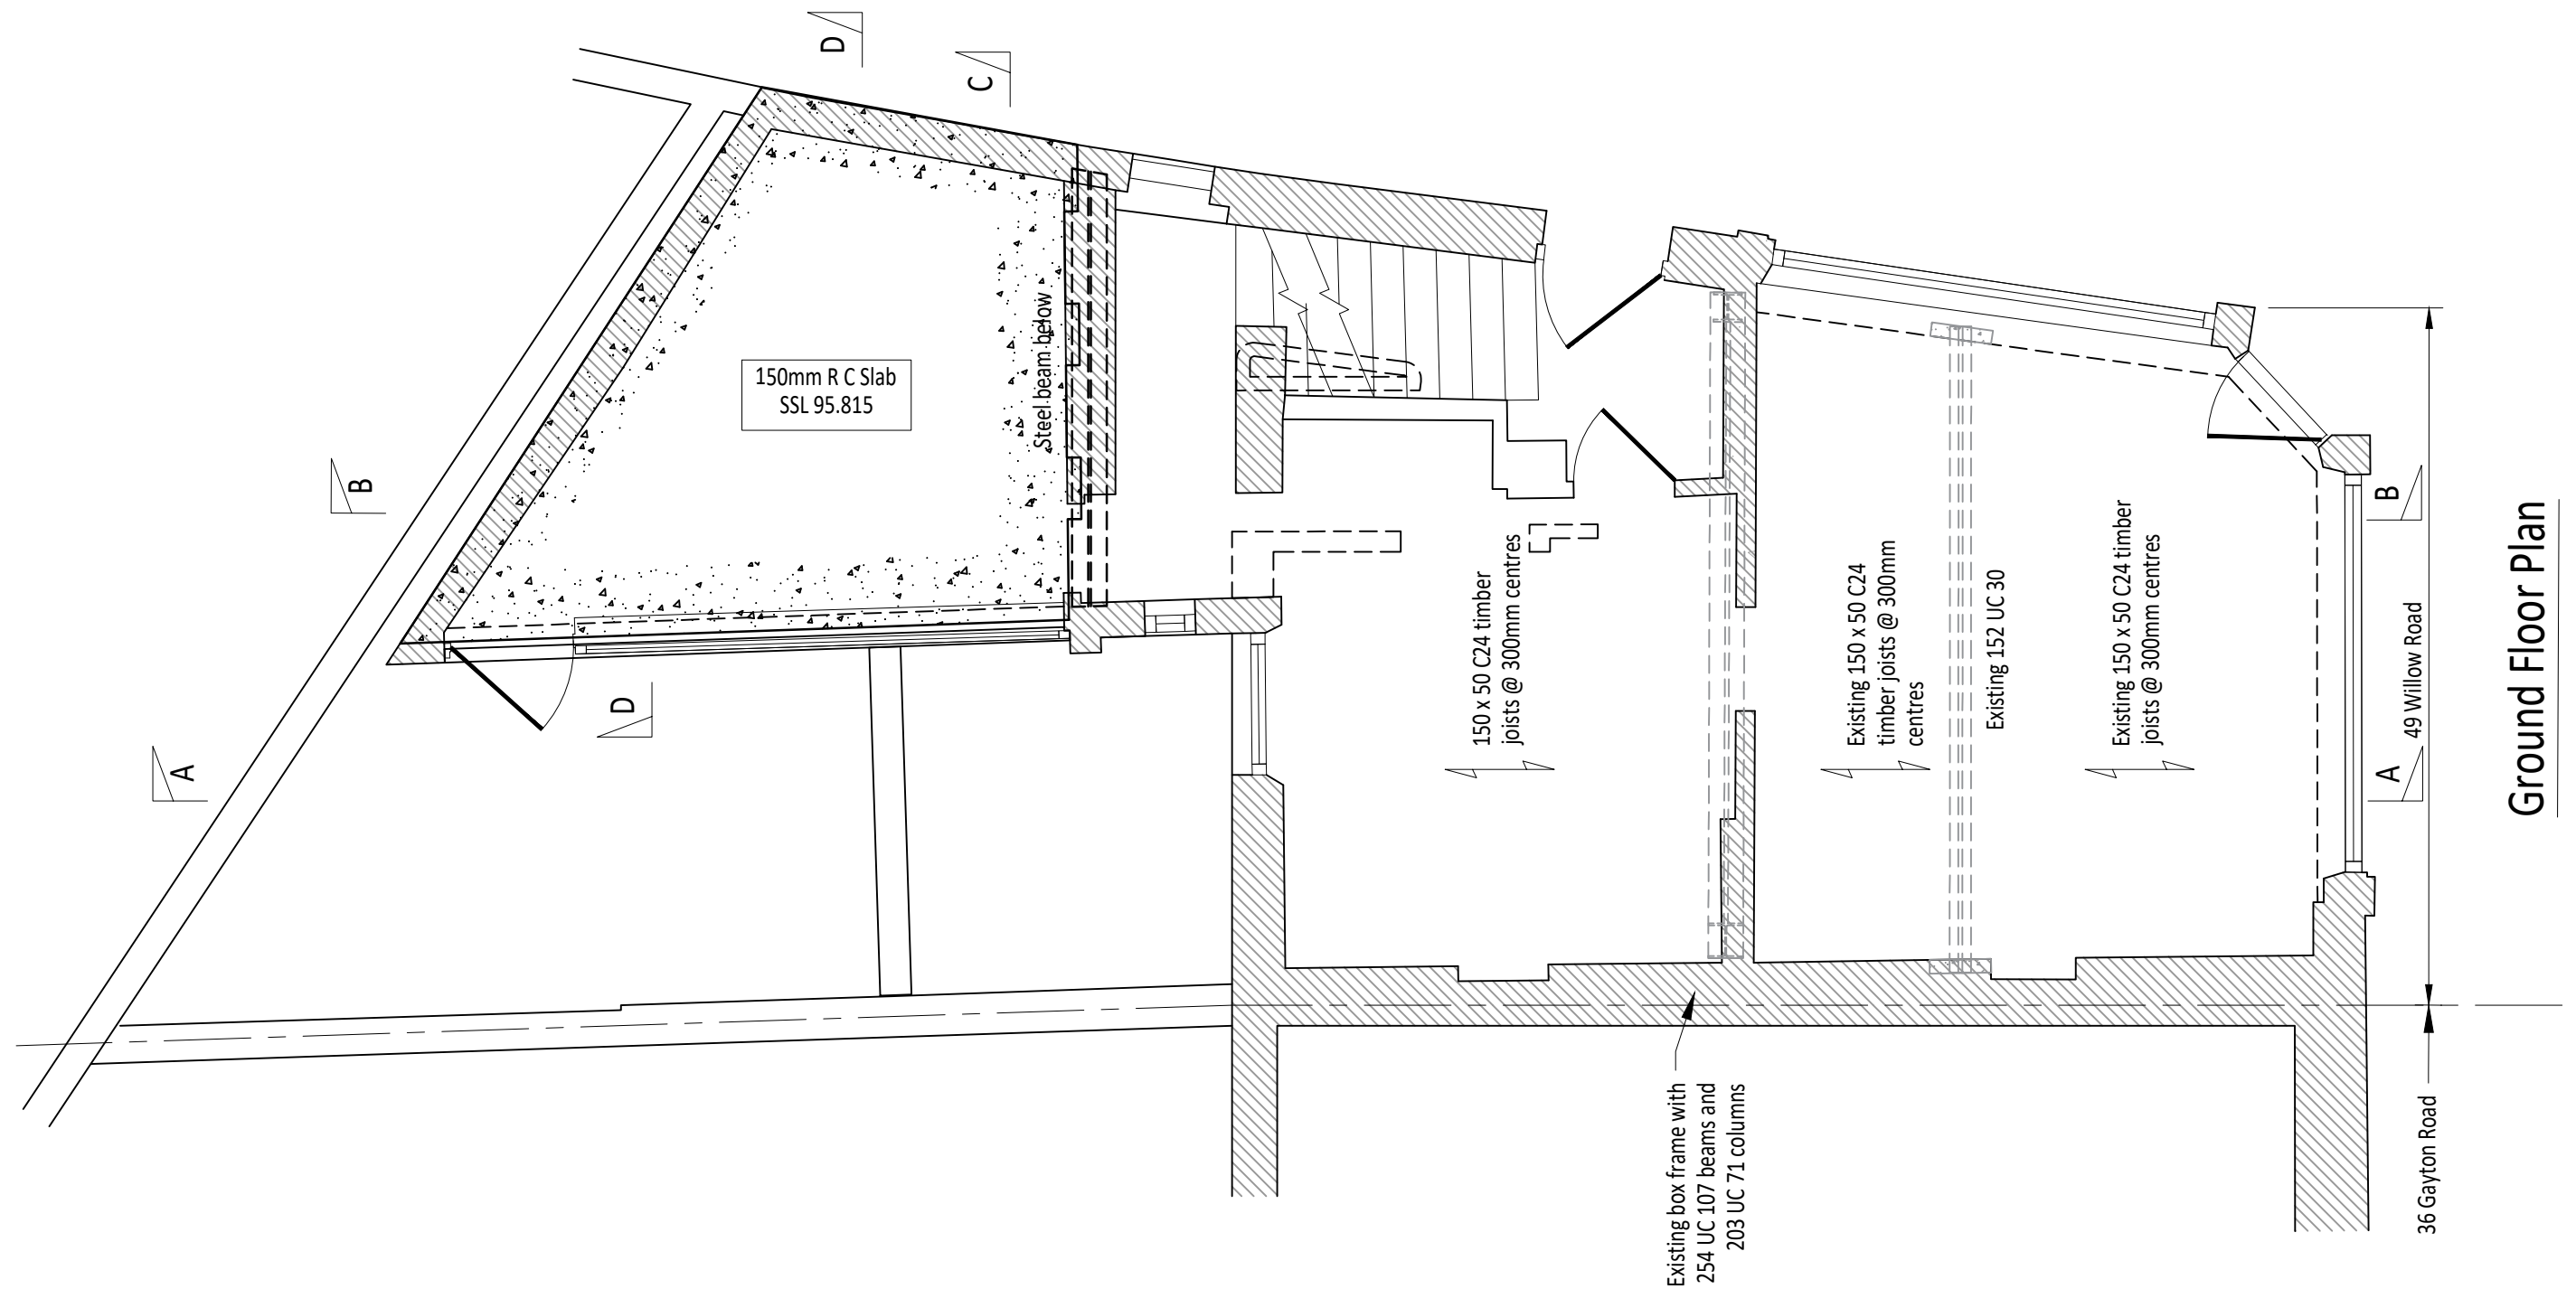 D
C
B
A
150mm R C Slab
SSL 95.815
Steel beam below
D
150 x 50 C24 timber
joists @ 300mm centres
Existing 150 x 50 C24
timber joists @ 300mm
centres
Existing 152 UC 30
Existing 150 x 50 C24 timber
joists @ 300mm centres
B
A
49 Willow Road
36 Gayton Road
Existing box frame with
254 UC 107 beams and
203 UC 71 columns
Ground Floor Plan